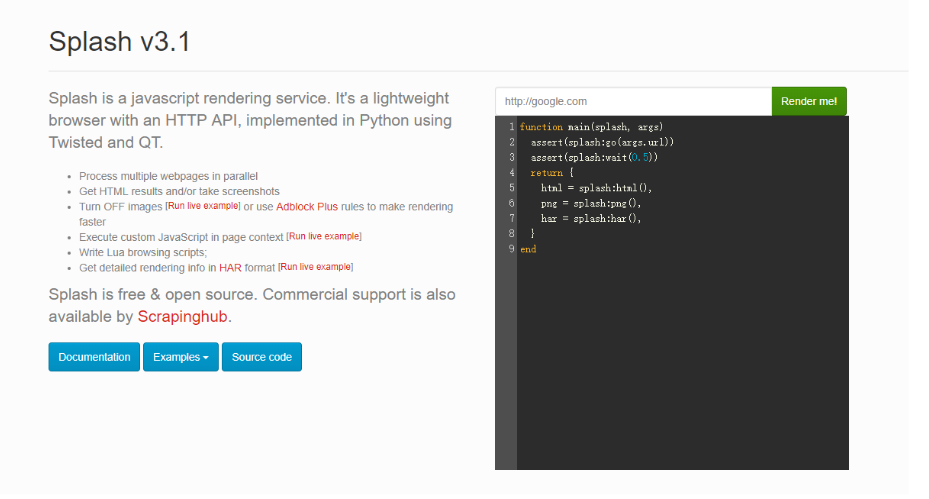 Splash v3.1
Splash is a javascript rendering service. It's a lightweight
browser with an HTTP API, implemented in Python using
Twisted and QT.
Process multiple webpages in parallel
Get HTML results and/or take screenshots
Turn OFF images [Run live example] or use Adblock Plus rules to make rendering
faster
Execute custom JavaScript in page context [Run live example]
Write Lua browsing scripts;
Get detailed rendering info in HAR format [Run live example]
Splash is free & open source. Commercial support is also
available by Scrapinghub.
Documentation
Examples
Source code
http://google.com
Render me!
1 function main(splash, args)
2   assert(splash:go(args.url))
3   assert(splash:wait(0.5))
4   return {
5     html = splash:html(),
6     png = splash:png(),
7     har = splash:har(),
8   }
9 end